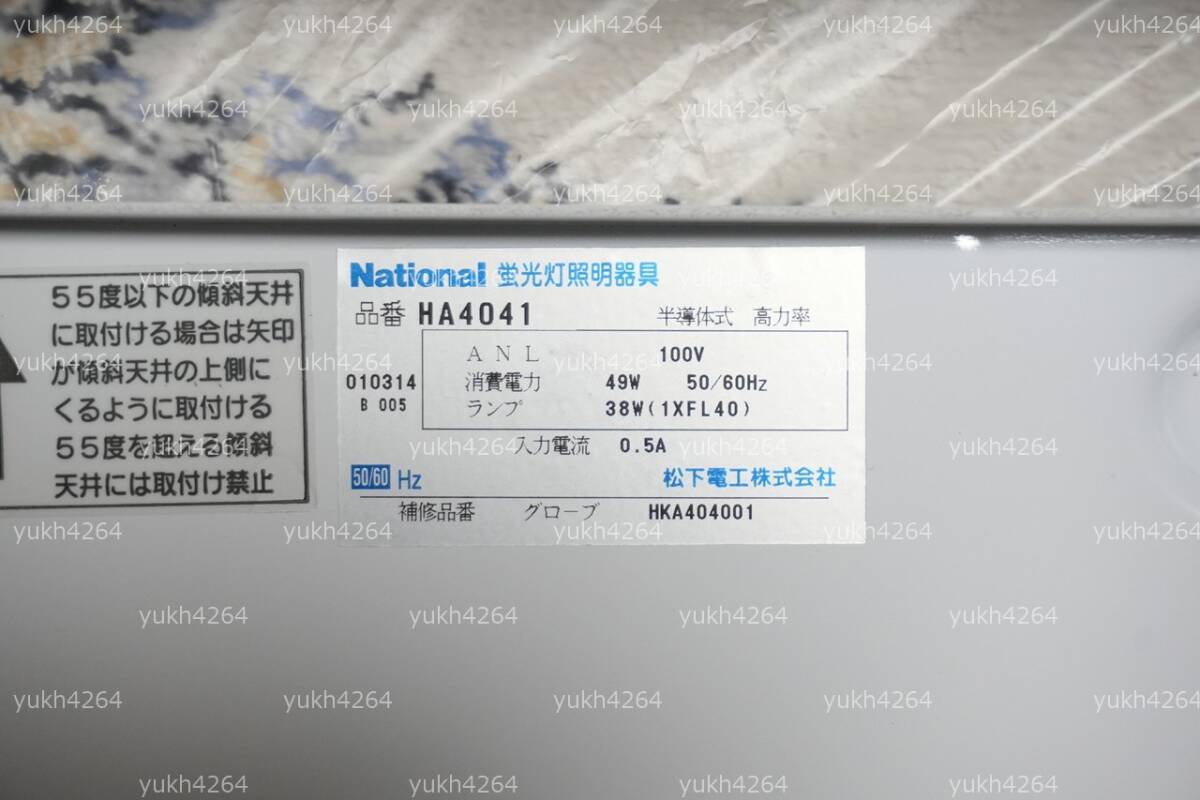 55度以下の傾斜天井
に取付ける場合は矢印
が傾斜天井の上側に
くるように取付ける
55度を超える傾斜
天井には取付け禁止
National 蛍光灯照明器具
品番 HA4041 半導体式 高力率
ANL 100V
010314 消費電力 49W 50/60Hz
B 005 ランプ 38W(1XFL40)
入力電流 0.5A
50/60 Hz 松下電工株式会社
補修品番 グローブ HKA404001
yukh4264